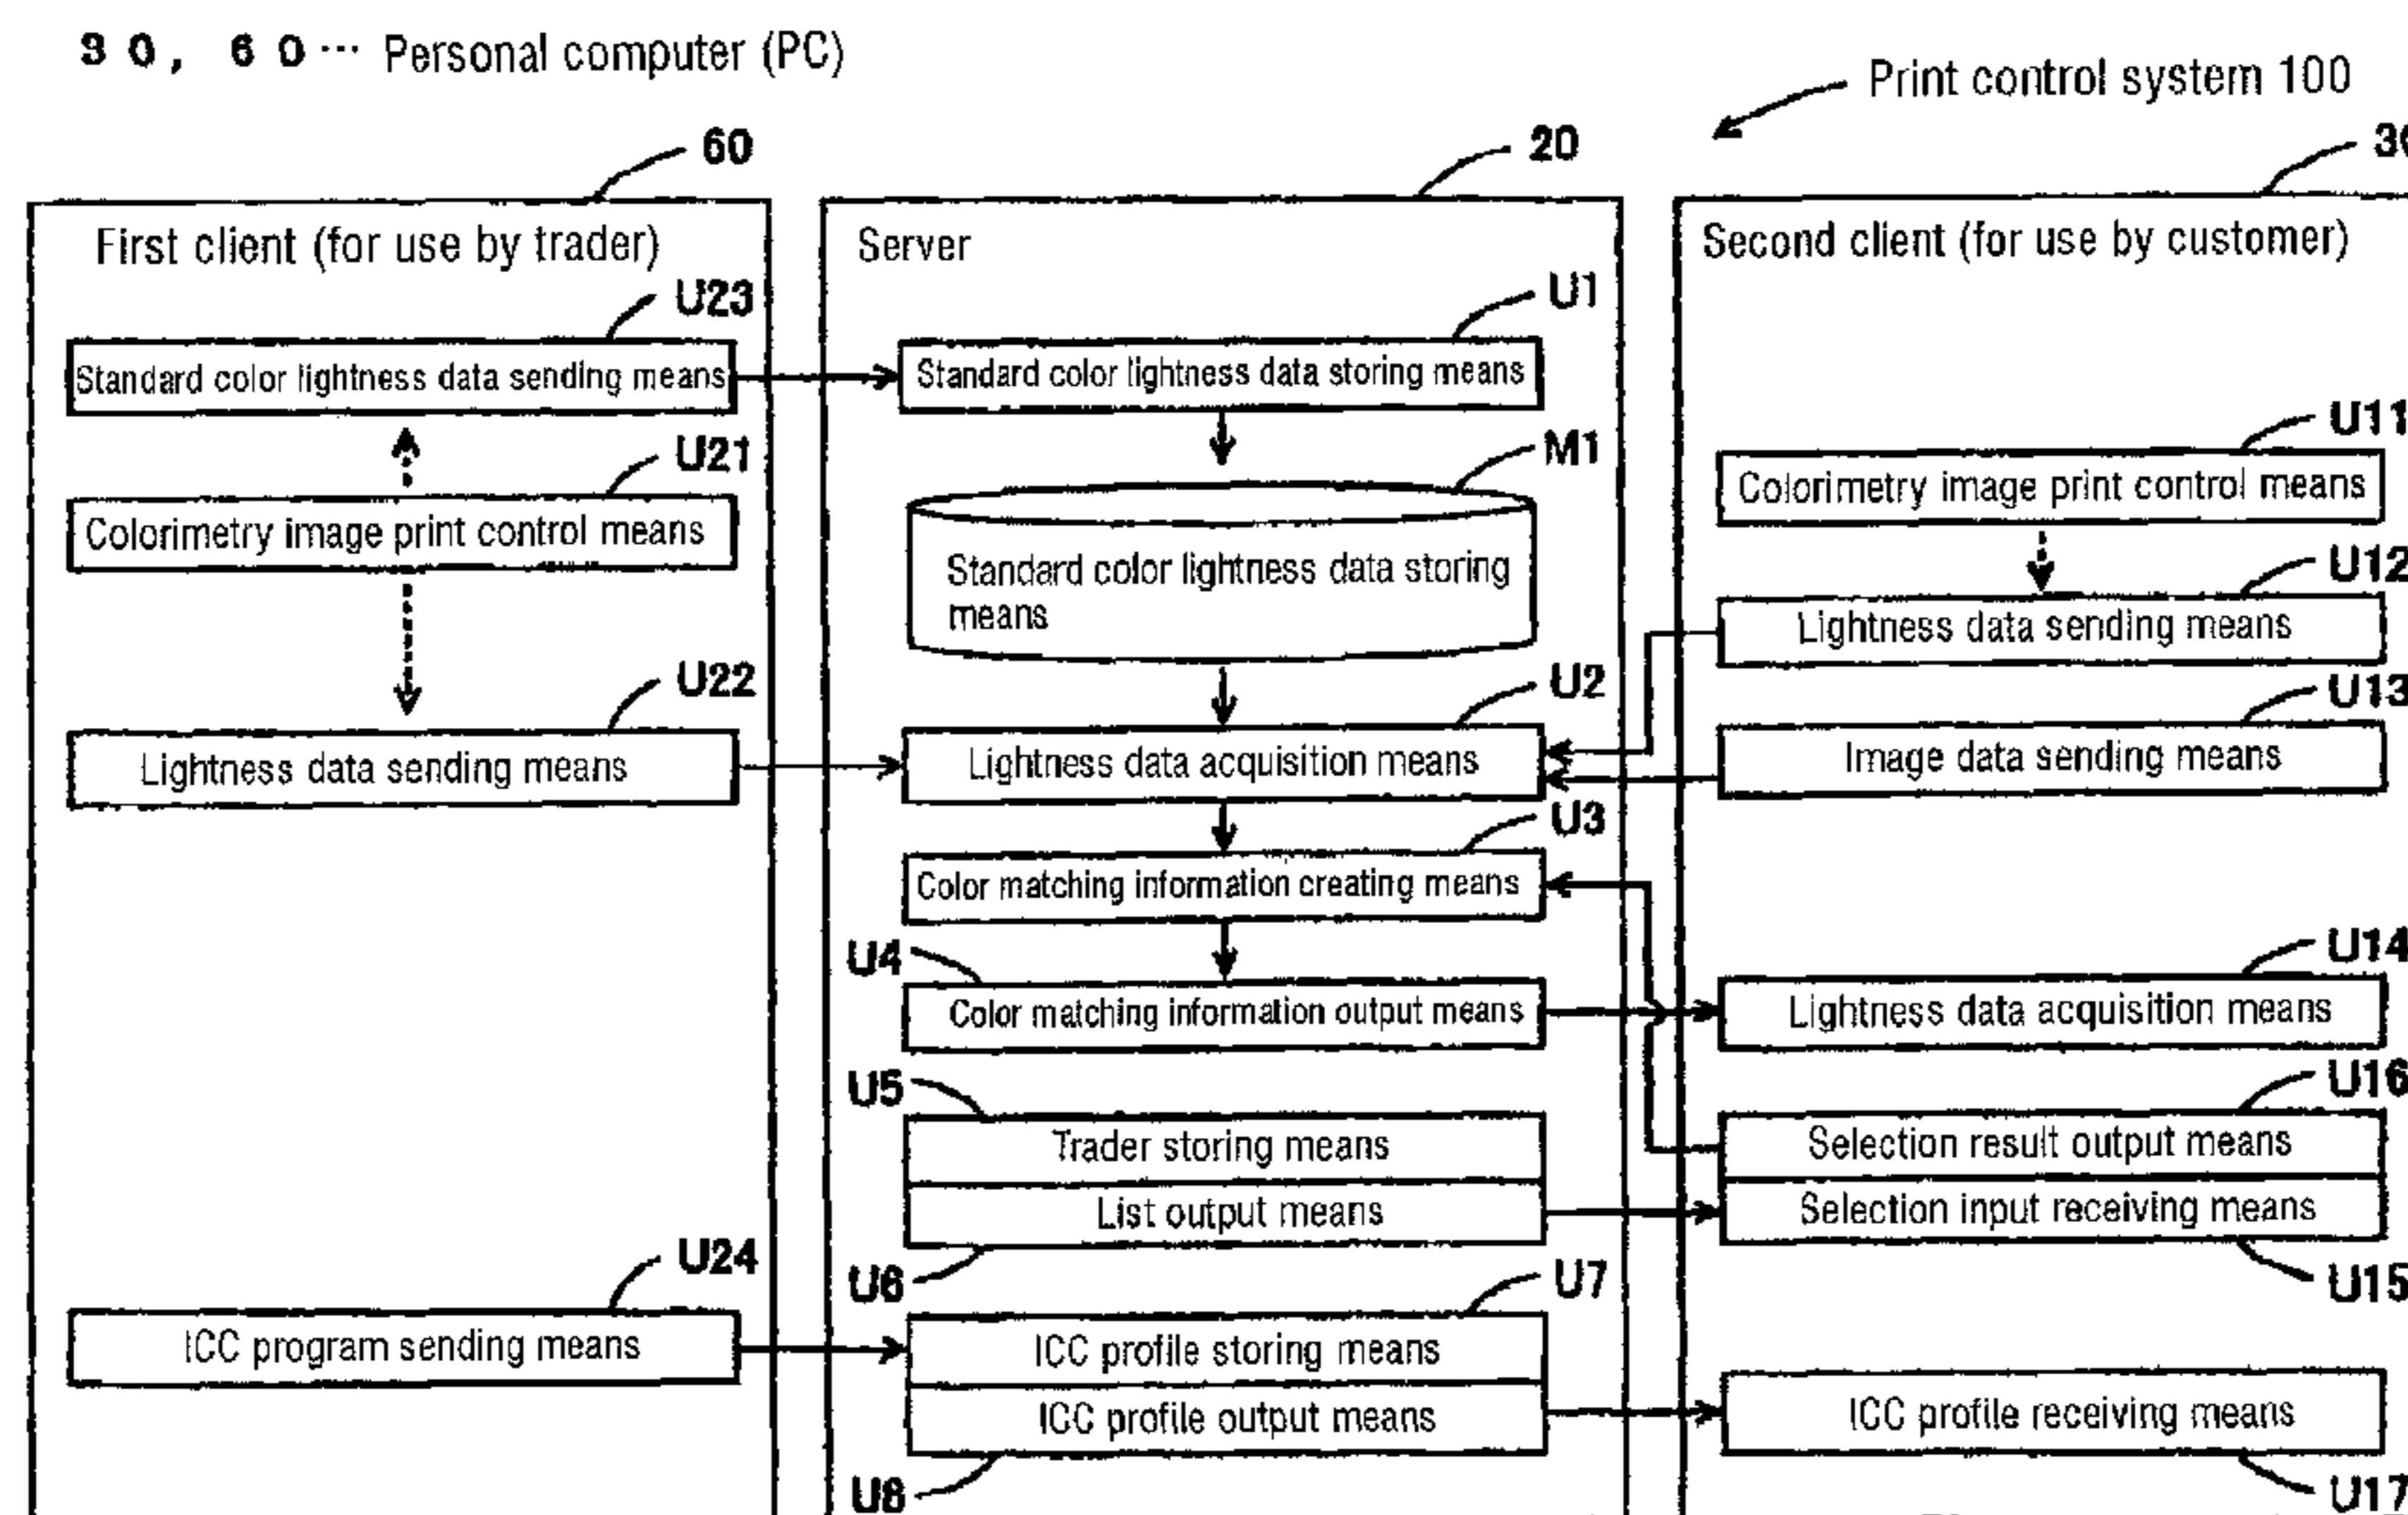 30, 60… Personal computer (PC)
Print control system 100
60
20
First client (for use by trader)
U23
Standard color lightness data sending means
U21
Colorimetry image print control means
U22
Lightness data sending means
U24
ICC program sending means
Server
U1
Standard color lightness data storing means
M1
Standard color lightness data storing
means
U2
Lightness data acquisition means
U3
Color matching information creating means
U4
Color matching information output means
U5
Trader storing means
List output means
U6
U7
ICC profile storing means
ICC profile output means
U8
30
Second client (for use by customer)
U11
Colorimetry image print control means
U12
Lightness data sending means
U13
Image data sending means
U14
Lightness data acquisition means
U16
Selection result output means
Selection input receiving means
U15
ICC profile receiving means
U17